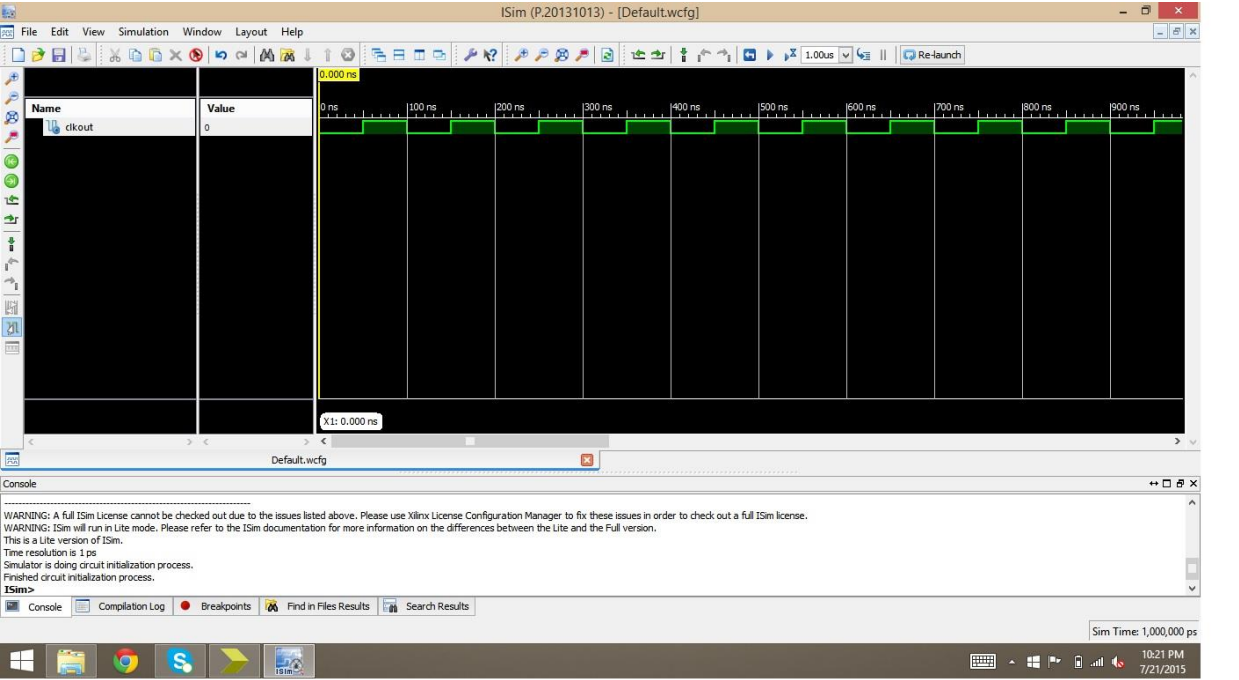 ISim (P.20131013) - [Default.wcfg]
File Edit View Simulation Window Layout Help
1.00us Re-launch
0.000 ns
Name Value
0 ns 100 ns 200 ns 300 ns 400 ns 500 ns 600 ns 700 ns 800 ns 900 ns
clkout 0
X1: 0.000 ns
Default.wcfg
Console
WARNING: A full ISim License cannot be checked out due to the issues listed above. Please use Xilinx License Configuration Manager to fix these issues in order to check out a full ISim license.
WARNING: ISim will run in Lite mode. Please refer to the ISim documentation for more information on the differences between the Lite and the Full version.
This is a Lite version of ISim.
Time resolution is 1 ps
Simulator is doing circuit initialization process.
Finished circuit initialization process.
ISim>
Console Compilation Log Breakpoints Find in Files Results Search Results
Sim Time: 1,000,000 ps
ISim
10:21 PM
7/21/2015